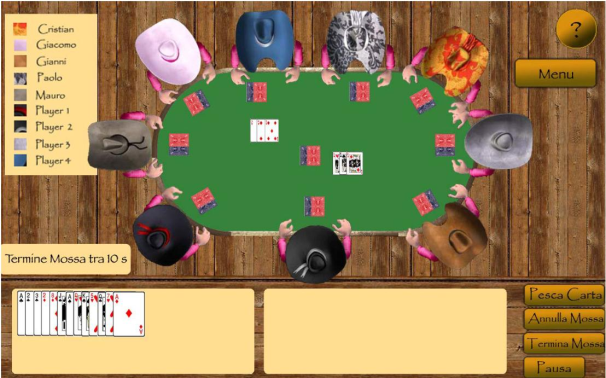 Cristian
Giacomo
Gianni
Paolo
Mauro
Player 1
Player 2
Player 3
Player 4
?
Menu
Termine Mossa tra 10 s
Pesca Carta
Annulla Mossa
Termina Mossa
Pausa